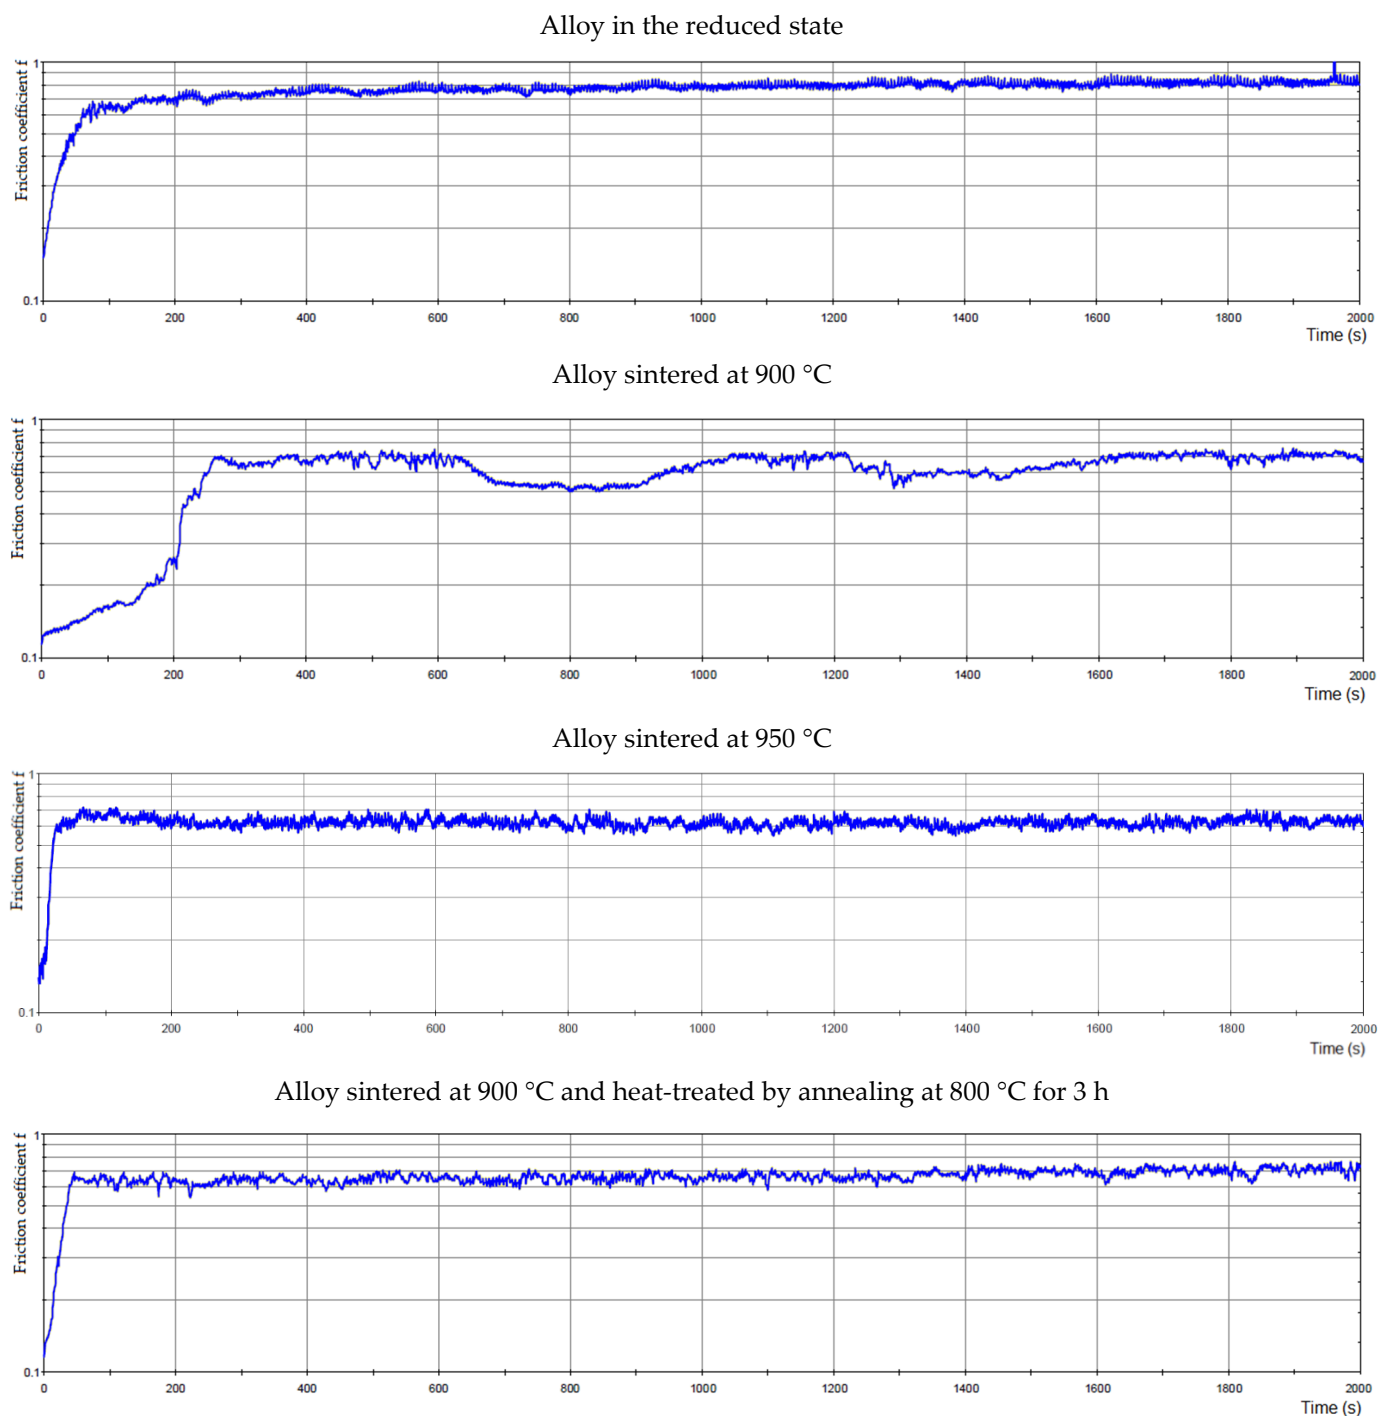 Alloy in the reduced state
Friction coefficient f
1
0.1
0 200 400 600 800 1000 1200 1400 1600 1800 2000
Time (s)
Alloy sintered at 900 °C
Friction coefficient f
1
0.1
0 200 400 600 800 1000 1200 1400 1600 1800 2000
Time (s)
Alloy sintered at 950 °C
Friction coefficient f
1
0.1
0 200 400 600 800 1000 1200 1400 1600 1800 2000
Time (s)
Alloy sintered at 900 °C and heat-treated by annealing at 800 °C for 3 h
Friction coefficient f
1
0.1
0 200 400 600 800 1000 1200 1400 1600 1800 2000
Time (s)